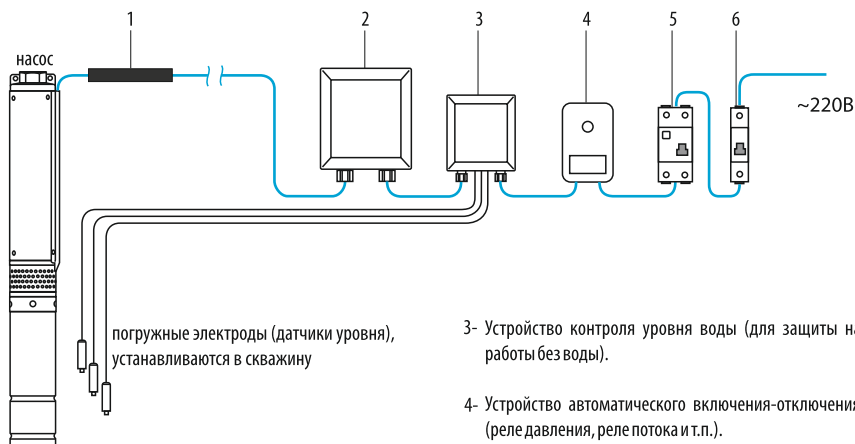 1 2 3 4 5 6
насос
~220В
погружные электроды (датчики уровня),
устанавливаются в скважину
3- Устройство контроля уровня воды (для защиты на
работы без воды).
4- Устройство автоматического включения-отключения
(реле давления, реле потока и т.п.).